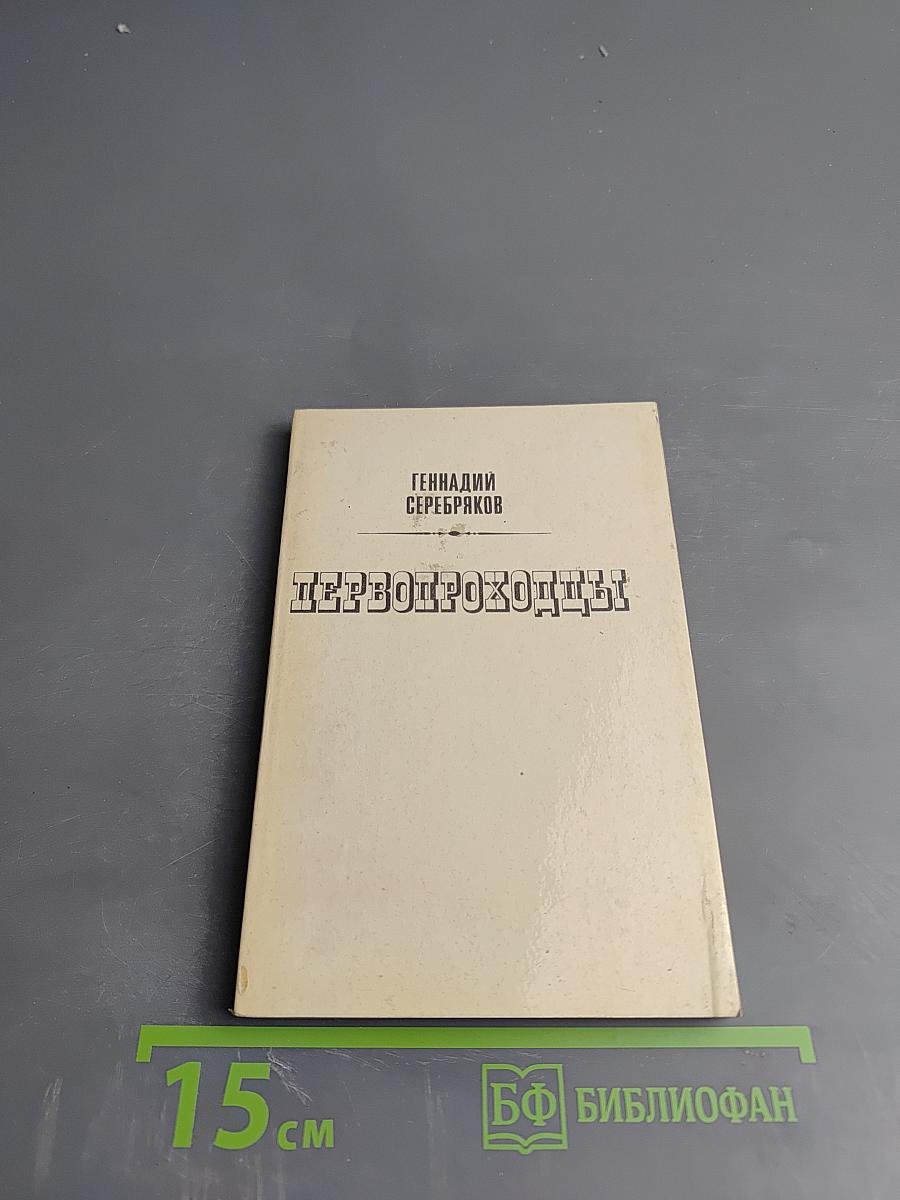 ГЕННАДИЙ
СЕРЕБРЯКОВ
ПЕРВОПРОХОДЦЫ
15 см
БФ БИБЛИОФАН